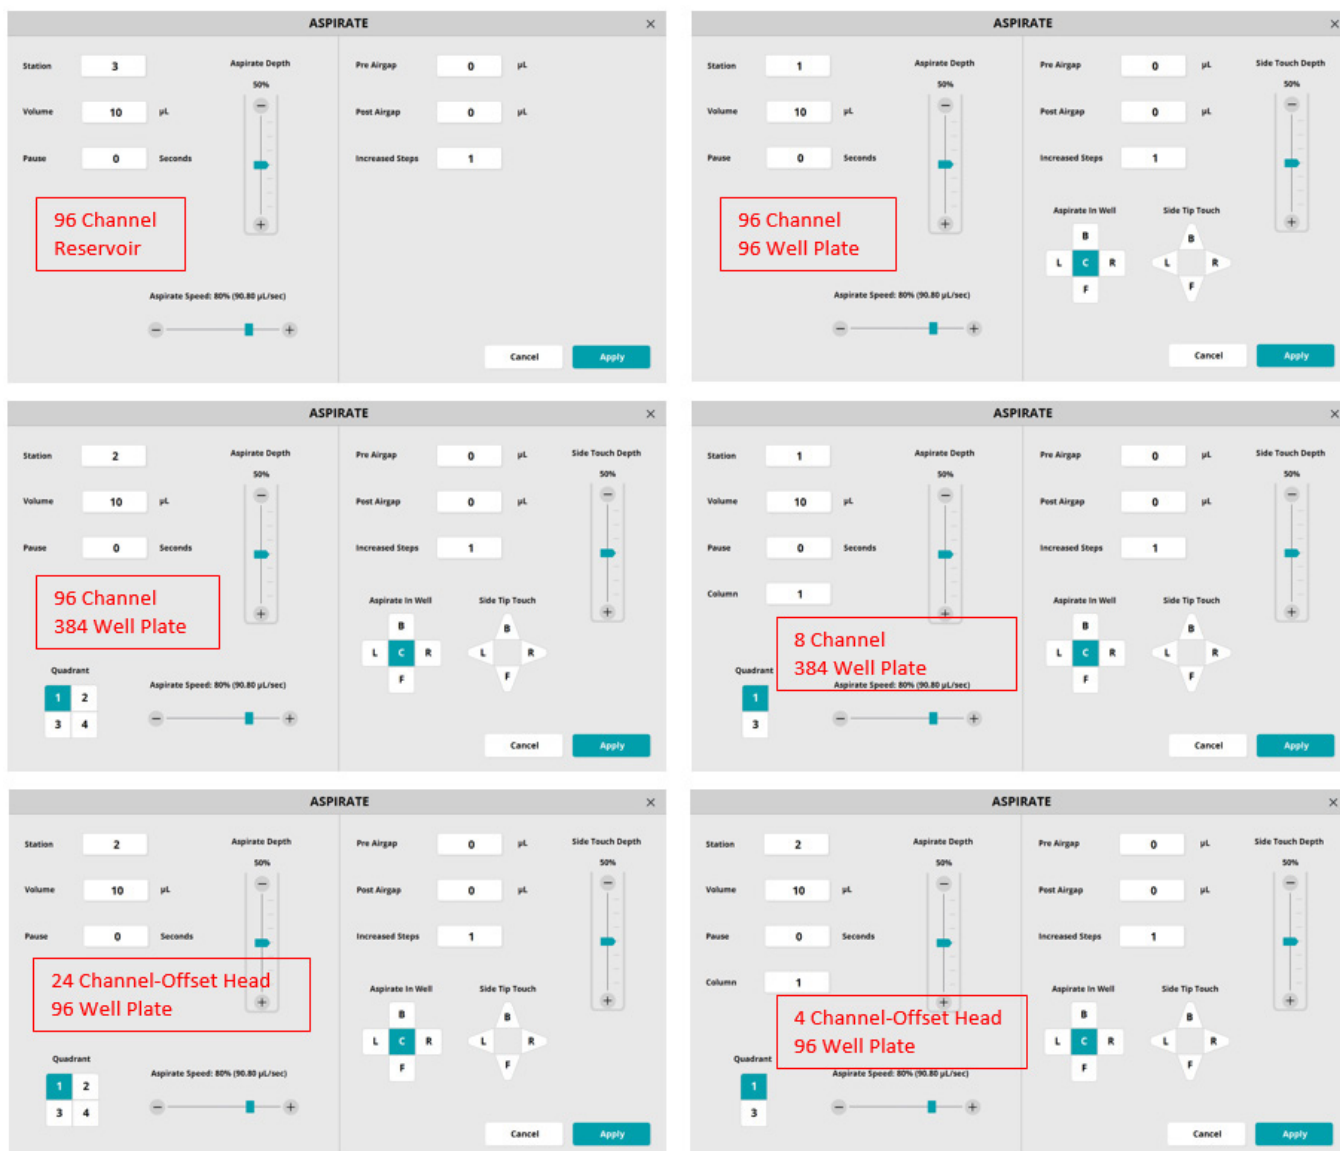 ASPIRATE ×
Station 3
Aspirate Depth
50%
Pre Airgap 0 µL
Volume 10 µL
Post Airgap 0 µL
Pause 0 Seconds
Increased Steps 1
96 Channel
Reservoir
Aspirate Speed: 80% (90.80 µL/sec)
Cancel Apply
ASPIRATE ×
Station 1
Aspirate Depth
50%
Pre Airgap 0 µL
Side Touch Depth
50%
Volume 10 µL
Post Airgap 0 µL
Pause 0 Seconds
Increased Steps 1
96 Channel
96 Well Plate
Aspirate In Well
B
L C R
F
Side Tip Touch
B
L R
F
Aspirate Speed: 80% (90.80 µL/sec)
Cancel Apply
ASPIRATE ×
Station 2
Aspirate Depth
50%
Pre Airgap 0 µL
Side Touch Depth
50%
Volume 10 µL
Post Airgap 0 µL
Pause 0 Seconds
Increased Steps 1
96 Channel
384 Well Plate
Aspirate In Well
B
L C R
F
Side Tip Touch
B
L R
F
Quadrant
1 2
3 4
Aspirate Speed: 80% (90.80 µL/sec)
Cancel Apply
ASPIRATE ×
Station 1
Aspirate Depth
50%
Pre Airgap 0 µL
Side Touch Depth
50%
Volume 10 µL
Post Airgap 0 µL
Pause 0 Seconds
Increased Steps 1
Column 1
8 Channel
384 Well Plate
Aspirate In Well
B
L C R
F
Side Tip Touch
B
L R
F
Quadrant
1
3
Aspirate Speed: 80% (90.80 µL/sec)
Cancel Apply
ASPIRATE ×
Station 2
Aspirate Depth
50%
Pre Airgap 0 µL
Side Touch Depth
50%
Volume 10 µL
Post Airgap 0 µL
Pause 0 Seconds
Increased Steps 1
24 Channel-Offset Head
96 Well Plate
Aspirate In Well
B
L C R
F
Side Tip Touch
B
L R
F
Quadrant
1 2
3 4
Aspirate Speed: 80% (90.80 µL/sec)
Cancel Apply
ASPIRATE ×
Station 2
Aspirate Depth
50%
Pre Airgap 0 µL
Side Touch Depth
50%
Volume 10 µL
Post Airgap 0 µL
Pause 0 Seconds
Increased Steps 1
Column 1
4 Channel-Offset Head
96 Well Plate
Aspirate In Well
B
L C R
F
Side Tip Touch
B
L R
F
Quadrant
1
3
Aspirate Speed: 80% (90.80 µL/sec)
Cancel Apply